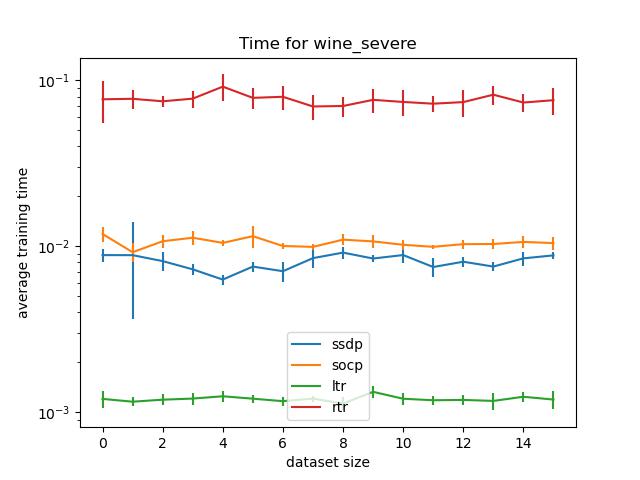 Time for wine_severe
average training time
10⁻¹
10⁻²
10⁻³
ssdp
socp
ltr
rtr
0 2 4 6 8 10 12 14
dataset size